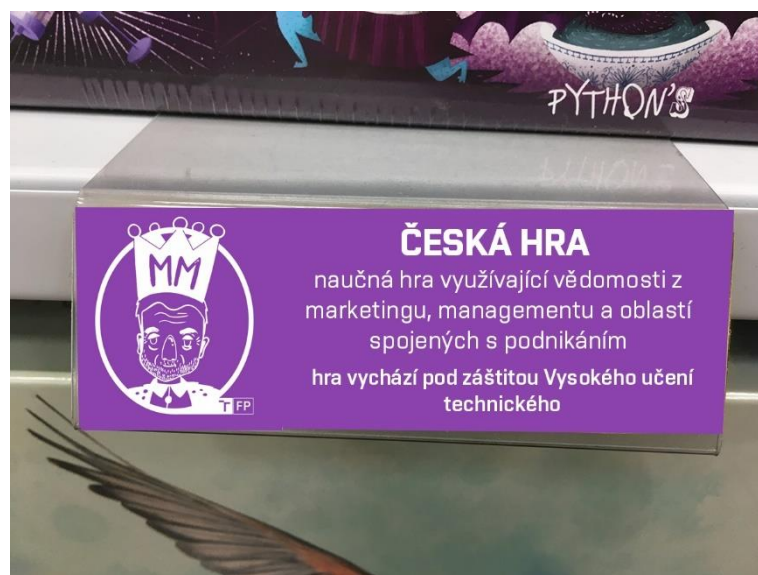 PYTHON'S
ČESKÁ HRA
MM
naučná hra využívající vědomosti z
marketingu, managementu a oblastí
spojených s podnikáním
hra vychází pod záštitou Vysokého učení
technického
T FP